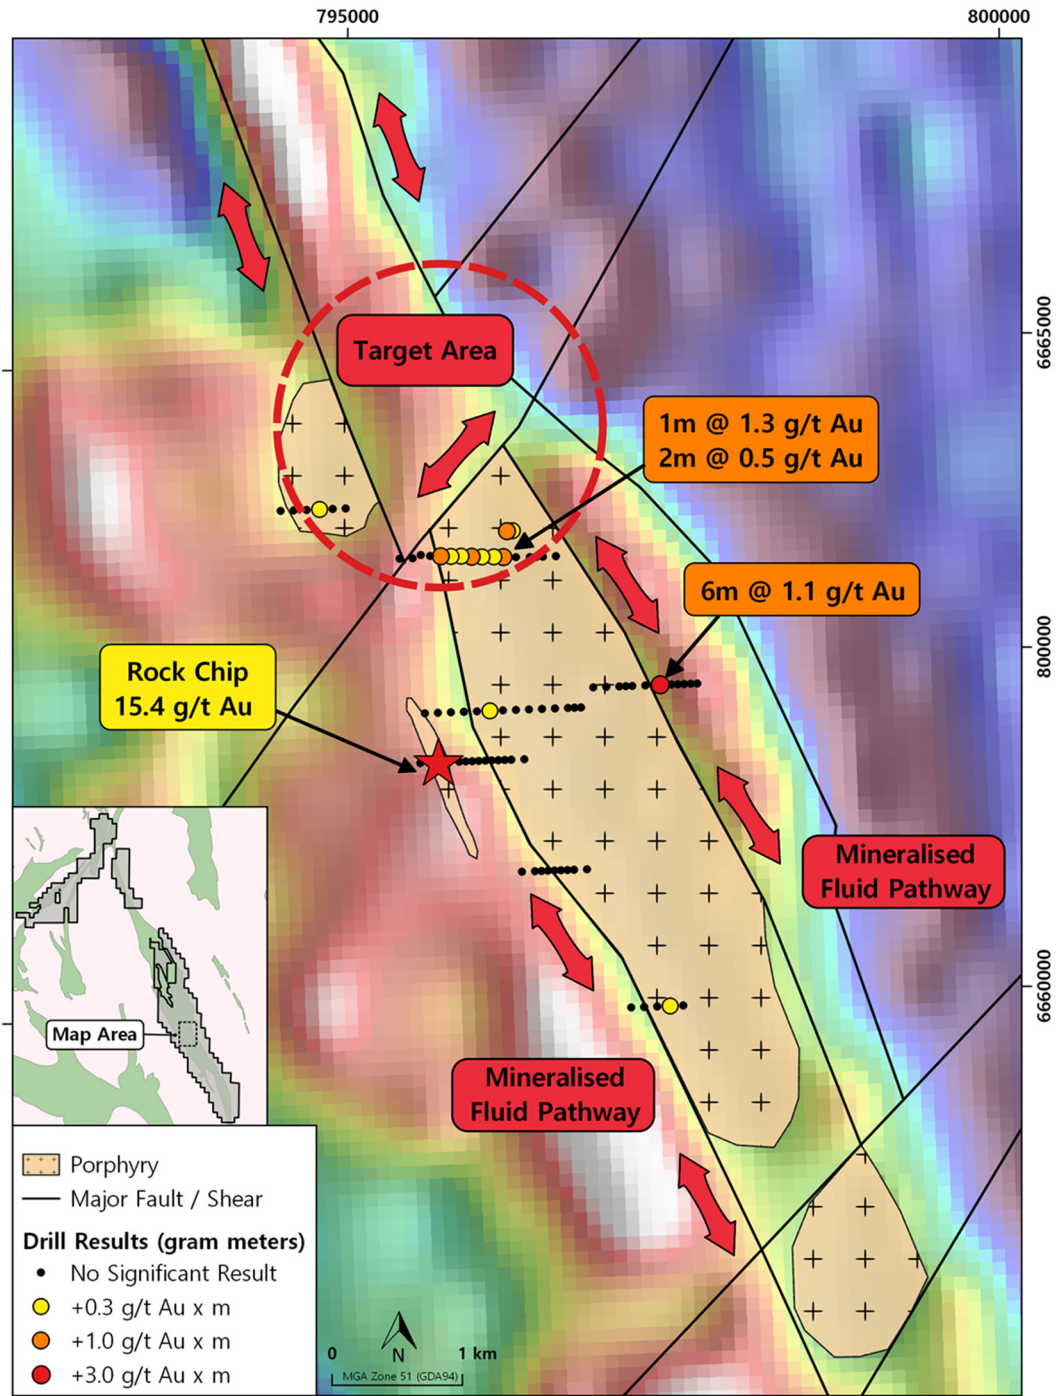 795000
800000
Target Area
6665000
1m @ 1.3 g/t Au
2m @ 0.5 g/t Au
6m @ 1.1 g/t Au
800000
Rock Chip
15.4 g/t Au
Mineralised
Fluid Pathway
6660000
Map Area
Mineralised
Fluid Pathway
Porphyry
Major Fault / Shear
Drill Results (gram meters)
No Significant Result
+0.3 g/t Au x m
+1.0 g/t Au x m
+3.0 g/t Au x m
0 N 1 km
MGA Zone 51 (GDA94)